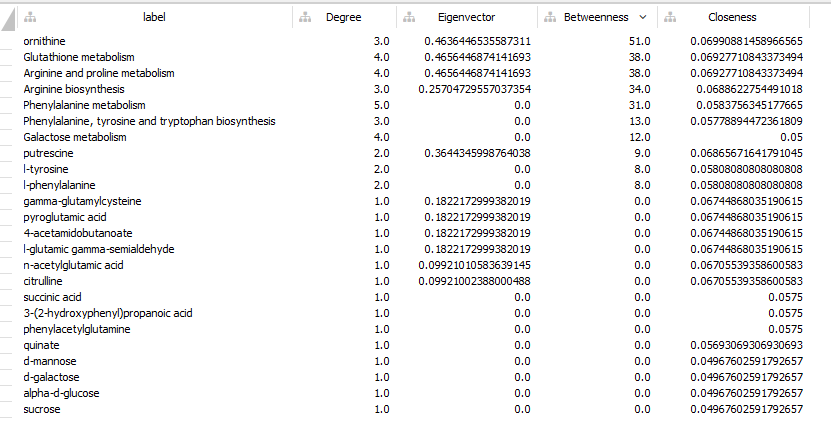 label Degree Eigenvector Betweenness Closeness
ornithine 3.0 0.4636446535587311 51.0 0.06990881458966565
Glutathione metabolism 4.0 0.4656446874141693 38.0 0.06927710843373494
Arginine and proline metabolism 4.0 0.4656446874141693 38.0 0.06927710843373494
Arginine biosynthesis 3.0 0.25704729557037354 34.0 0.0688622754491018
Phenylalanine metabolism 5.0 0.0 31.0 0.0583756345177665
Phenylalanine, tyrosine and tryptophan biosynthesis 3.0 0.0 13.0 0.05778894472361809
Galactose metabolism 4.0 0.0 12.0 0.05
putrescine 2.0 0.3644345998764038 9.0 0.06865671641791045
l-tyrosine 2.0 0.0 8.0 0.05808080808080808
l-phenylalanine 2.0 0.0 8.0 0.05808080808080808
gamma-glutamylcysteine 1.0 0.1822172999382019 0.0 0.06744868035190615
pyroglutamic acid 1.0 0.1822172999382019 0.0 0.06744868035190615
4-acetamidobutanoate 1.0 0.1822172999382019 0.0 0.06744868035190615
l-glutamic gamma-semialdehyde 1.0 0.1822172999382019 0.0 0.06744868035190615
n-acetylglutamic acid 1.0 0.09921010583639145 0.0 0.06705539358600583
citrulline 1.0 0.09921002388000488 0.0 0.06705539358600583
succinic acid 1.0 0.0 0.0 0.0575
3-(2-hydroxyphenyl)propanoic acid 1.0 0.0 0.0 0.0575
phenylacetylglutamine 1.0 0.0 0.0 0.0575
quinate 1.0 0.0 0.0 0.05693069306930693
d-mannose 1.0 0.0 0.0 0.04967602591792657
d-galactose 1.0 0.0 0.0 0.04967602591792657
alpha-d-glucose 1.0 0.0 0.0 0.04967602591792657
sucrose 1.0 0.0 0.0 0.04967602591792657